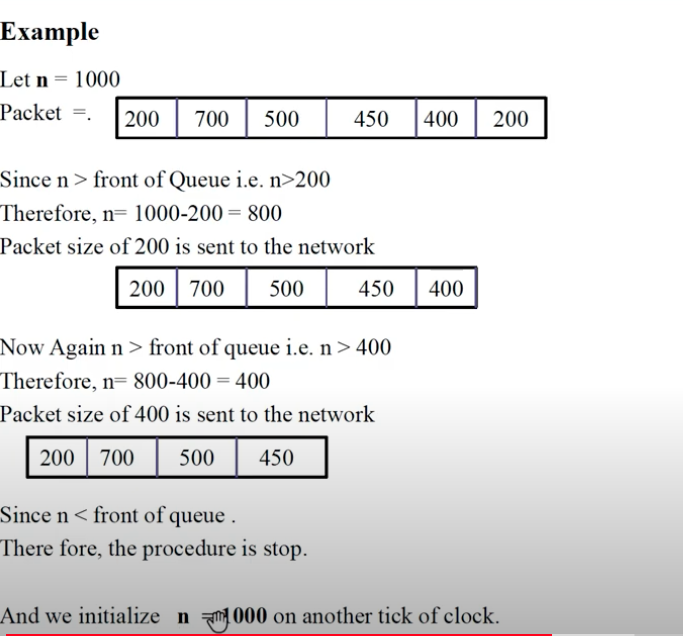 Example
Let n = 1000
Packet =. 200 700 500 450 400 200
Since n > front of Queue i.e. n>200
Therefore, n= 1000-200 = 800
Packet size of 200 is sent to the network
200 700 500 450 400
Now Again n > front of queue i.e. n > 400
Therefore, n= 800-400 = 400
Packet size of 400 is sent to the network
200 700 500 450
Since n < front of queue .
There fore, the procedure is stop.
And we initialize n = 1000 on another tick of clock.